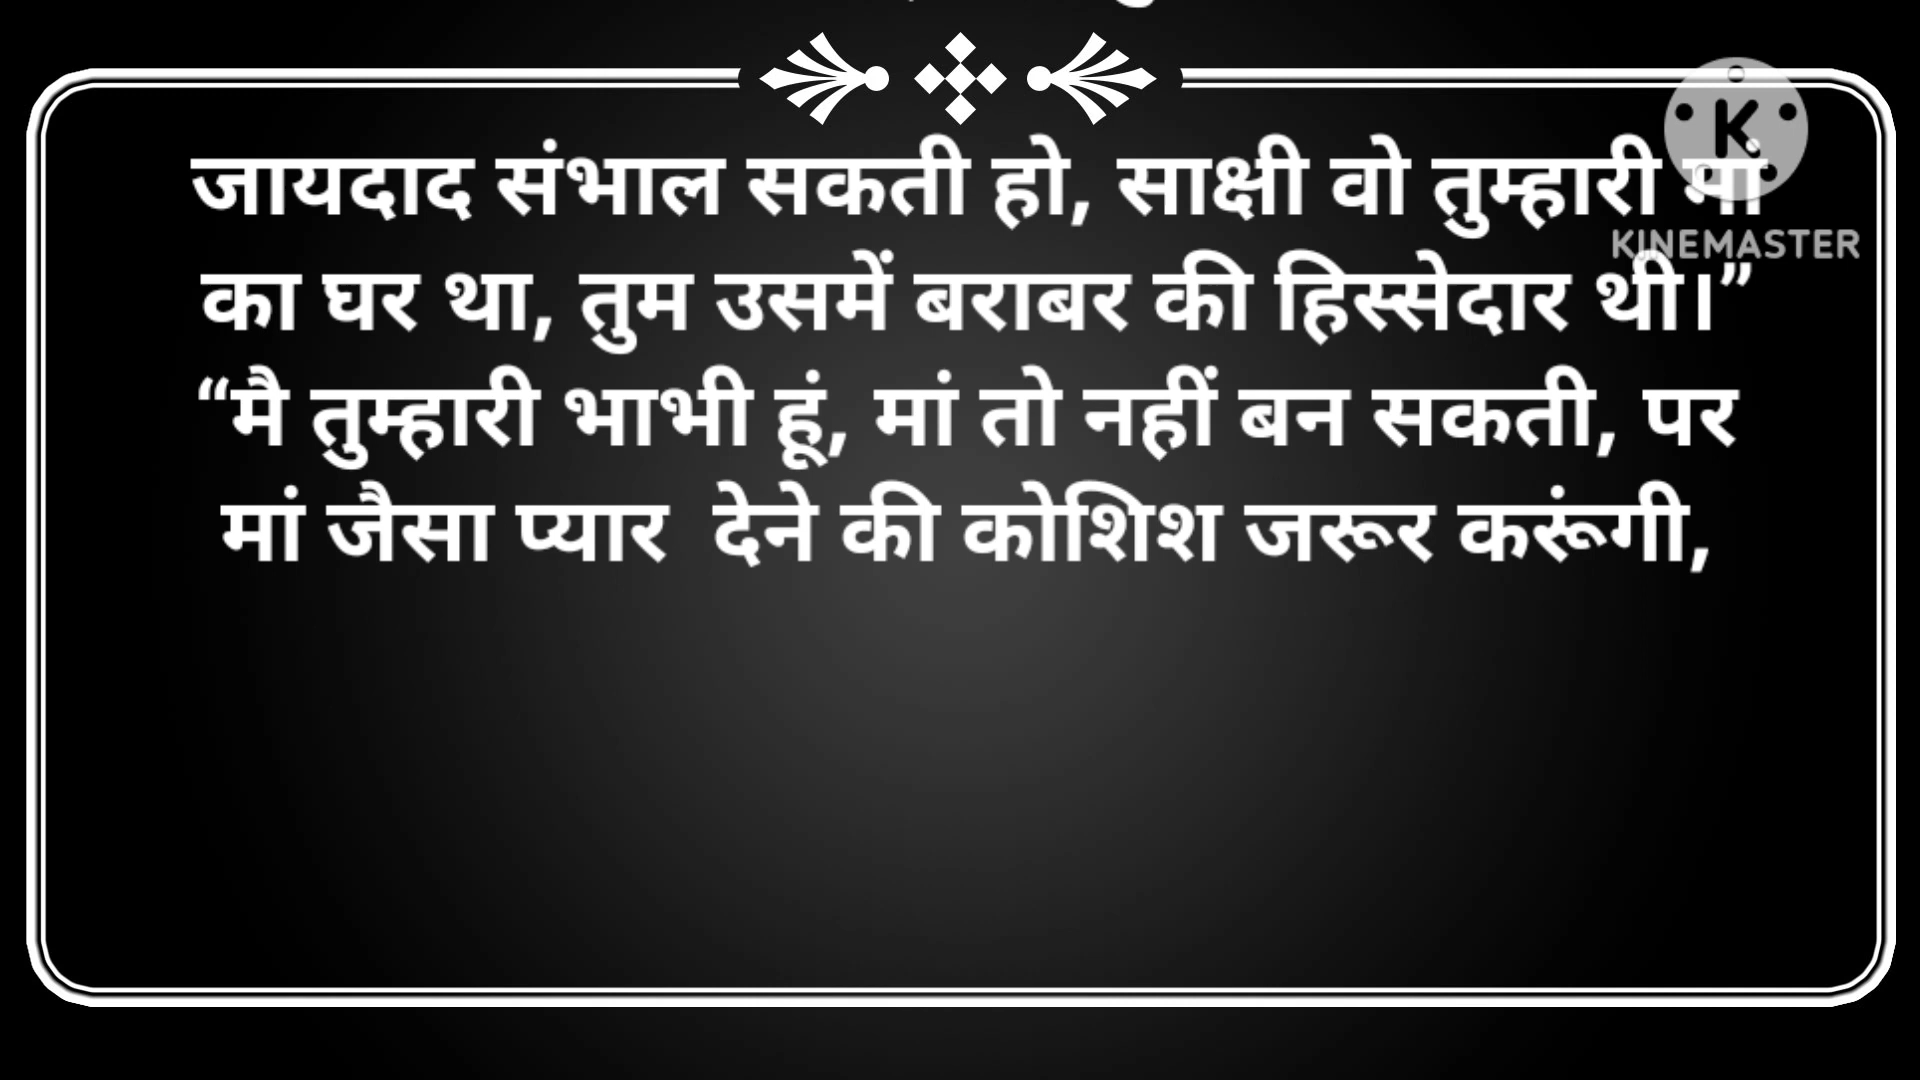 जायदाद संभाल सकती हो, साक्षी वो तुम्हारी मां
का घर था, तुम उसमें बराबर की हिस्सेदार थी।”
“मै तुम्हारी भाभी हूं, मां तो नहीं बन सकती, पर
मां जैसा प्यार  देने की कोशिश जरूर करूंगी,
K
KINEMASTER